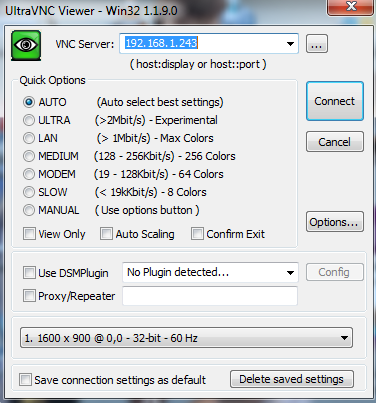 UltraVNC Viewer - Win32 1.1.9.0
VNC Server: 192.168.1.243 ...
( host:display or host::port )
Quick Options
AUTO (Auto select best settings)
ULTRA (>2Mbit/s) - Experimental
LAN (> 1Mbit/s) - Max Colors
MEDIUM (128 - 256Kbit/s) - 256 Colors
MODEM (19 - 128Kbit/s) - 64 Colors
SLOW (< 19kKbit/s) - 8 Colors
MANUAL (Use options button )
View Only Auto Scaling Confirm Exit
Connect
Cancel
Options...
Use DSMPlugin No Plugin detected... Config
Proxy/Repeater
1. 1600 x 900 @ 0,0 - 32-bit - 60 Hz
Save connection settings as default Delete saved settings